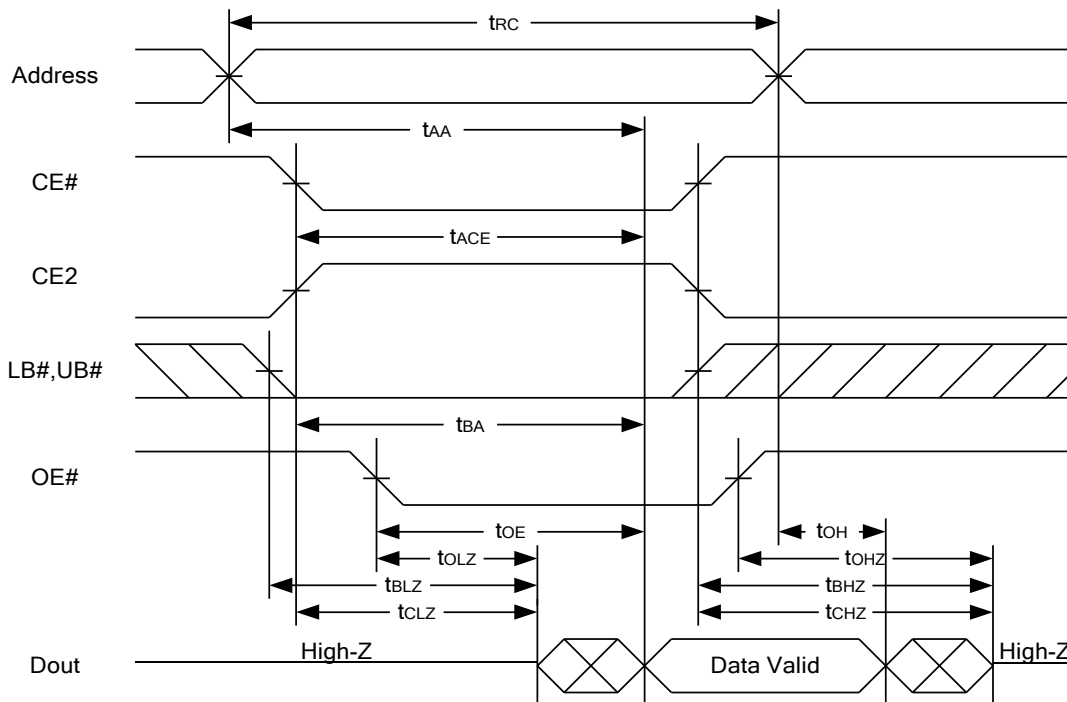 tRC
Address
tAA
CE#
tACE
CE2
LB#,UB#
tBA
OE#
tOE
tOH
tOLZ
tOHZ
tBLZ
tBHZ
tCLZ
tCHZ
High-Z
Data Valid
High-Z
Dout